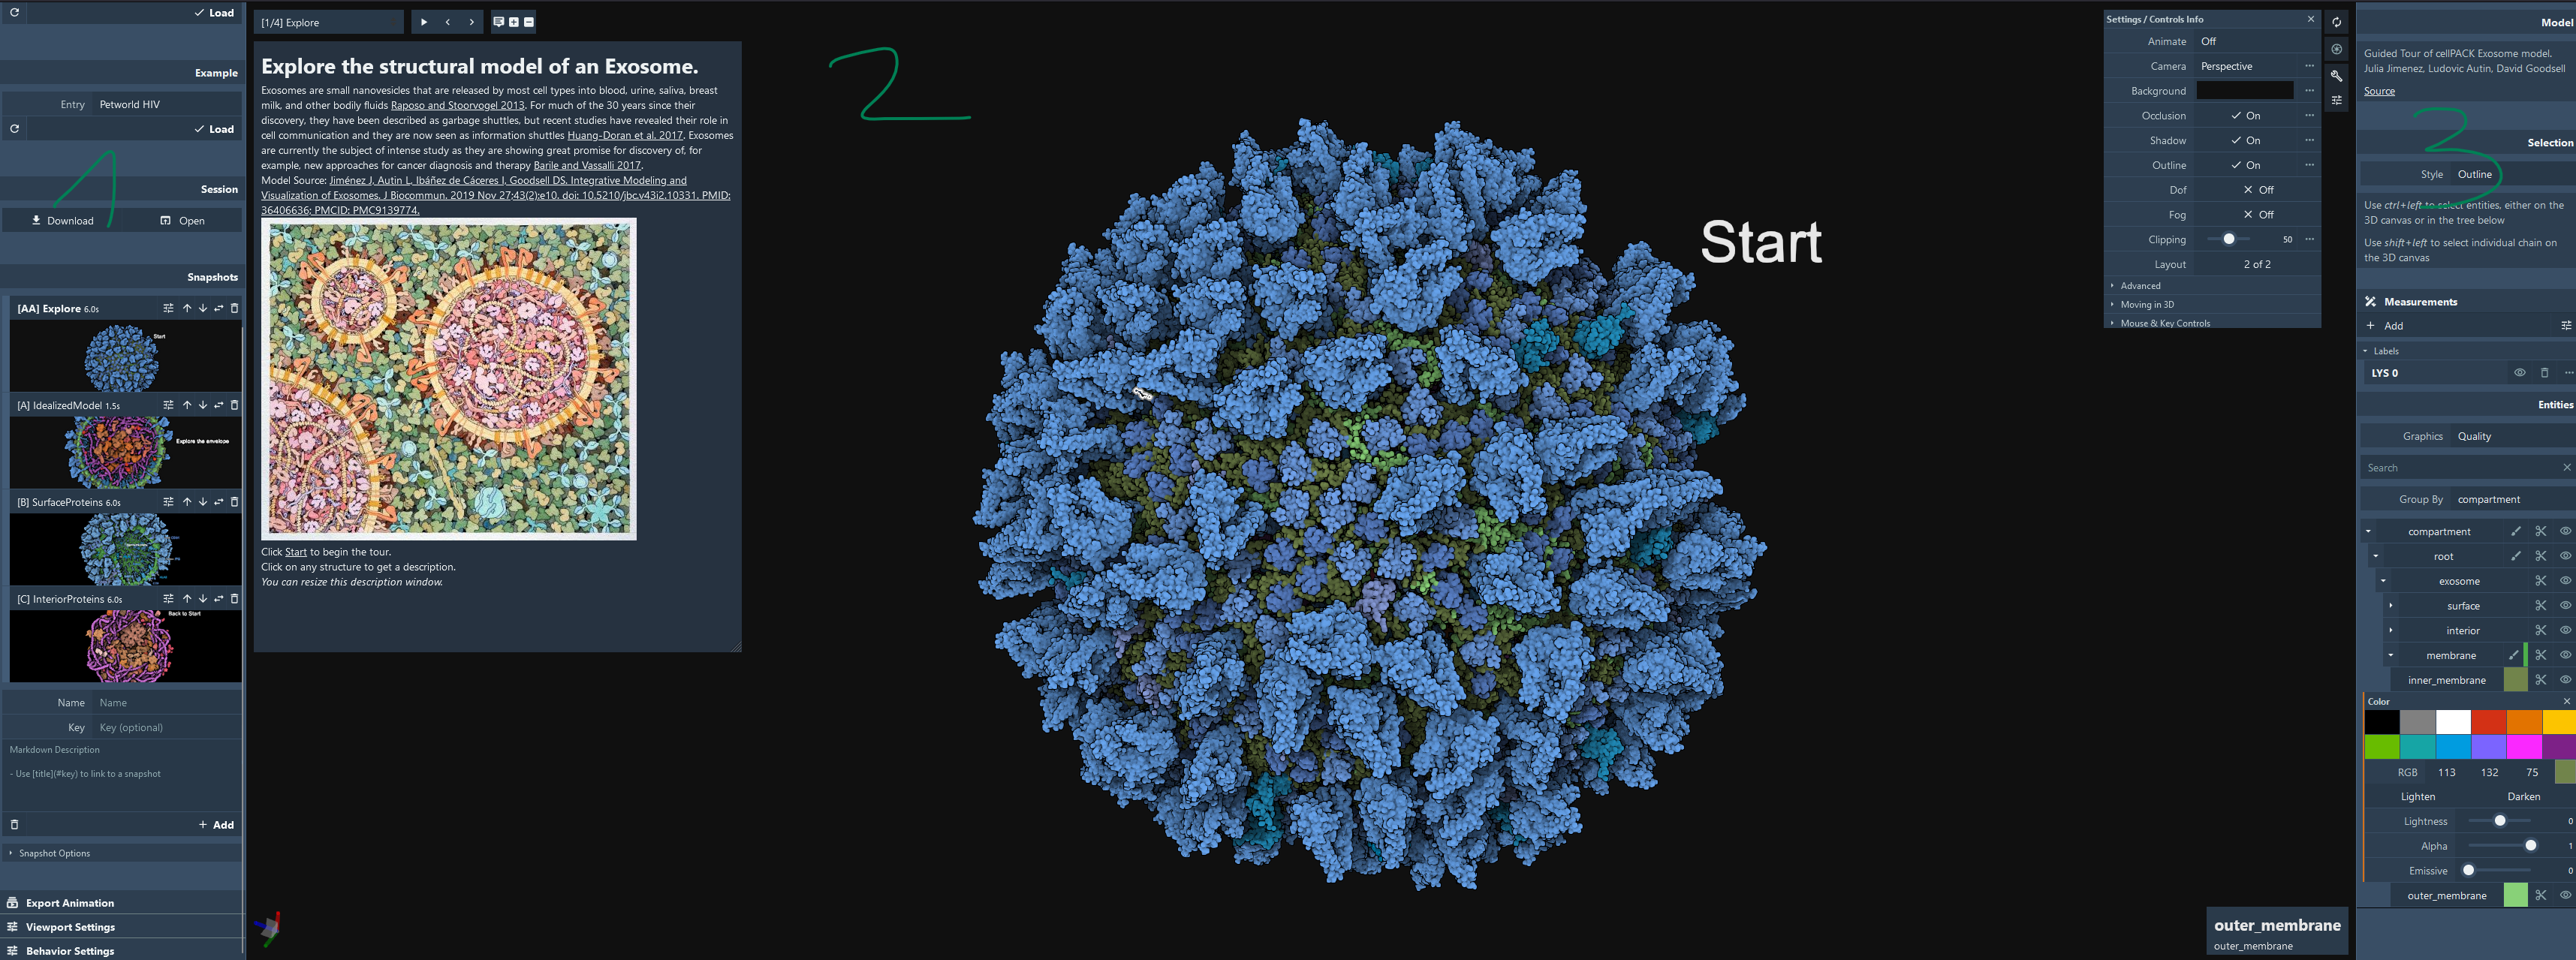 Load
Example
Entry Petworld HIV
Load
1
Session
Download Open
Snapshots
[AA] Explore 6.0s
Start
[A] IdealizedModel 1.5s
Explore the envelope
[B] SurfaceProteins 6.0s
[C] InteriorProteins 6.0s
Back to Start
Name Name
Key Key (optional)
Markdown Description
- Use [title](#key) to link to a snapshot
Add
Snapshot Options
Export Animation
Viewport Settings
Behavior Settings
[1/4] Explore
Explore the structural model of an Exosome.
Exosomes are small nanovesicles that are released by most cell types into blood, urine, saliva, breast
milk, and other bodily fluids Raposo and Stoorvogel 2013. For much of the 30 years since their
discovery, they have been described as garbage shuttles, but recent studies have revealed their role in
cell communication and they are now seen as information shuttles Huang-Doran et al. 2017. Exosomes
are currently the subject of intense study as they are showing great promise for discovery of, for
example, new approaches for cancer diagnosis and therapy Barile and Vassalli 2017.
Model Source: Jiménez J, Autin L, Ibáñez de Cáceres I, Goodsell DS. Integrative Modeling and
Visualization of Exosomes. J Biocommun. 2019 Nov 27;43(2):e10. doi: 10.5210/jbc.v43i2.10331. PMID:
36406636; PMCID: PMC9139774.
Click Start to begin the tour.
Click on any structure to get a description.
You can resize this description window.
2
Start
outer_membrane
outer_membrane
Settings / Controls Info
Animate Off
Camera Perspective
Background
Occlusion On
Shadow On
Outline On
Dof Off
Fog Off
Clipping 50
Layout 2 of 2
Advanced
Moving in 3D
Mouse & Key Controls
Model
Guided Tour of cellPACK Exosome model.
Julia Jimenez, Ludovic Autin, David Goodsell
Source
3
Selection
Style Outline
Use ctrl+left to select entities, either on the
3D canvas or in the tree below
Use shift+left to select individual chain on
the 3D canvas
Measurements
Add
Labels
LYS 0
Entities
Graphics Quality
Search
Group By compartment
compartment
root
exosome
surface
interior
membrane
inner_membrane
Color
RGB 113 132 75
Lighten Darken
Lightness 0
Alpha 1
Emissive 0
outer_membrane